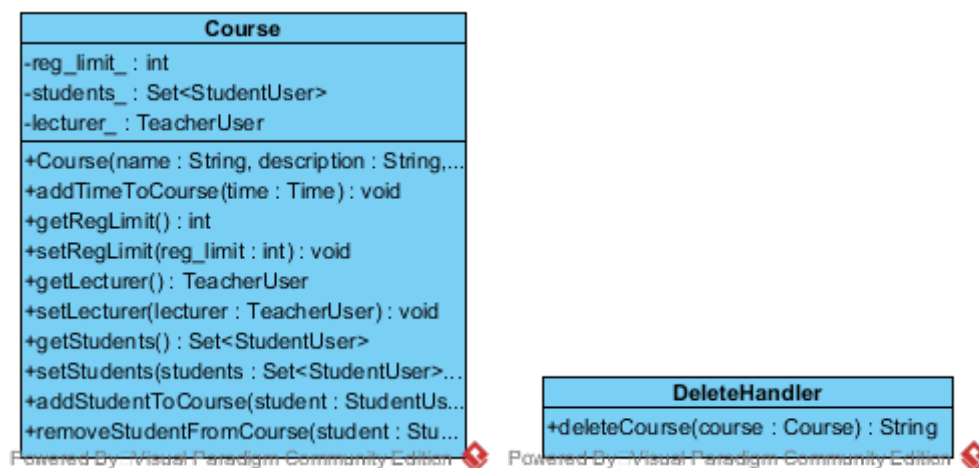 Course
-reg_limit_ : int
-students_ : Set<StudentUser>
-lecturer_ : TeacherUser
+Course(name : String, description : String,...
+addTimeToCourse(time : Time) : void
+getRegLimit() : int
+setRegLimit(reg_limit : int) : void
+getLecturer() : TeacherUser
+setLecturer(lecturer : TeacherUser) : void
+getStudents() : Set<StudentUser>
+setStudents(students : Set<StudentUser>...
+addStudentToCourse(student : StudentUs...
+removeStudentFromCourse(student : Stu...
Powered By Visual Paradigm Community Edition
DeleteHandler
+deleteCourse(course : Course) : String
Powered By Visual Paradigm Community Edition